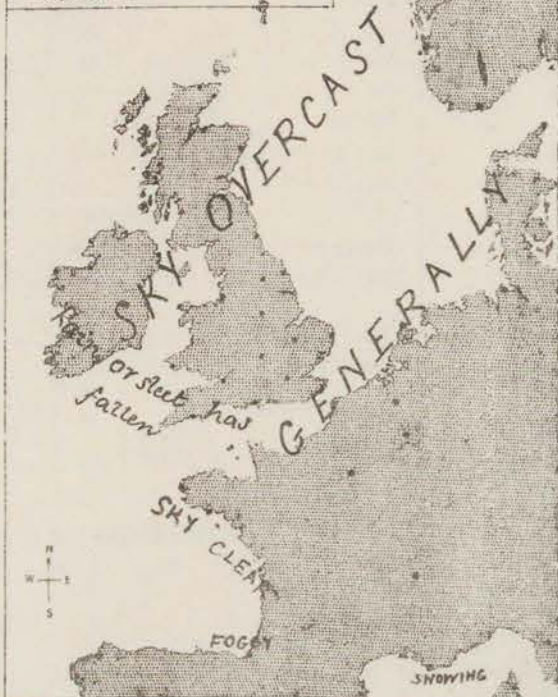 SKY OVERCAST
GENERALLY
Rain or sleet has
fallen
SKY CLEAR
FOGGY
SNOWING
N
W E
S